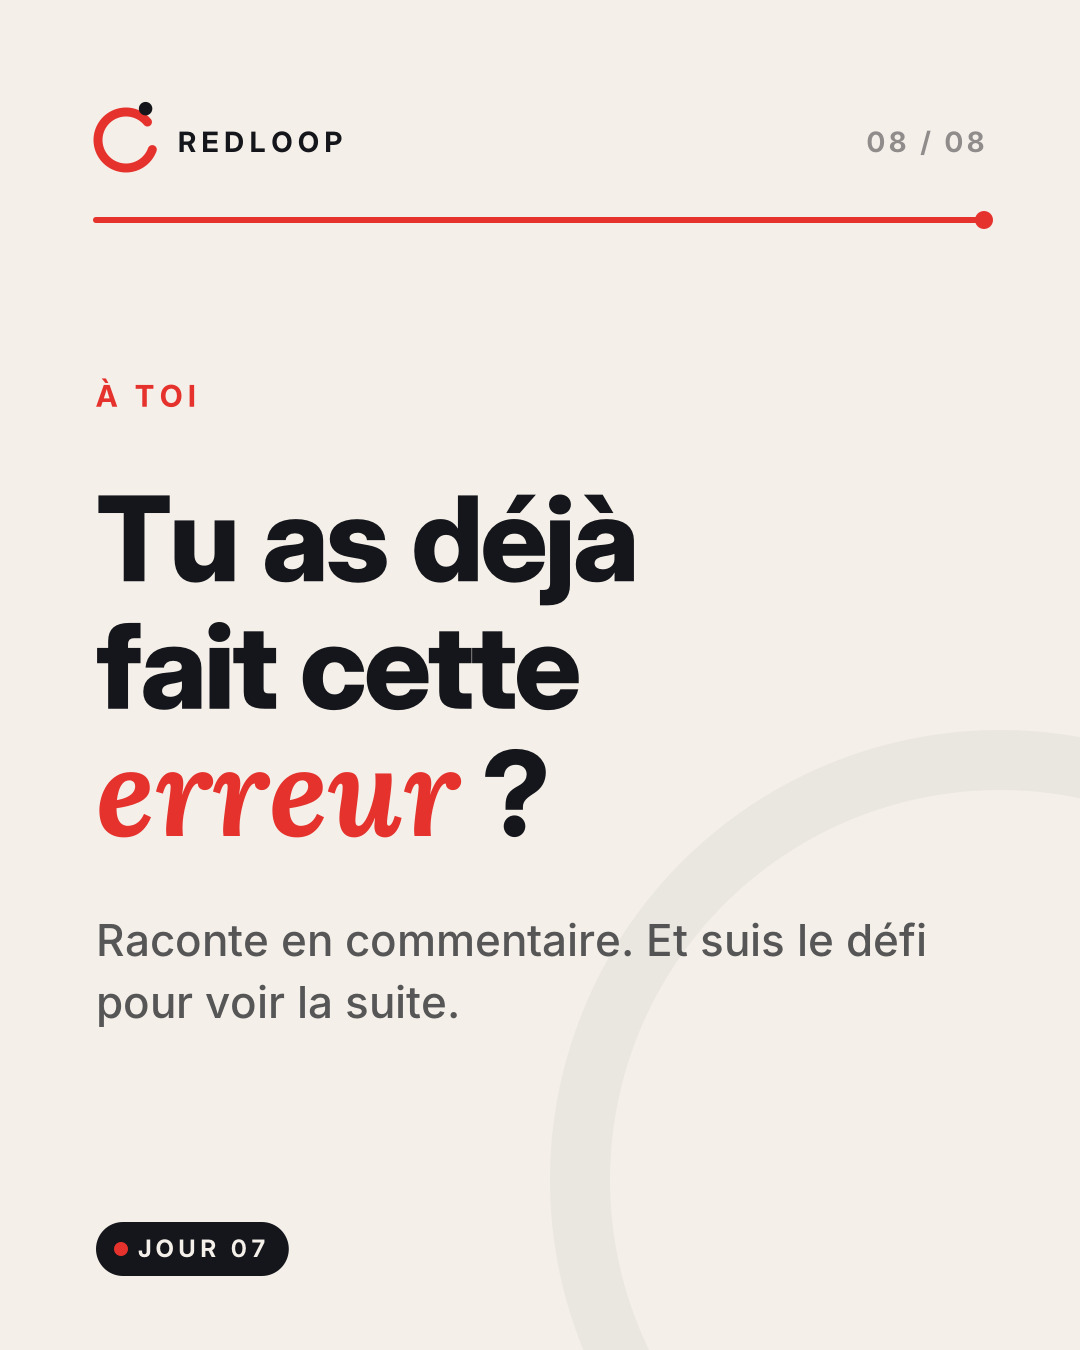 REDLOOP
08 / 08
À TOI
Tu as déjà
fait cette
erreur ?
Raconte en commentaire. Et suis le défi
pour voir la suite.
JOUR 07